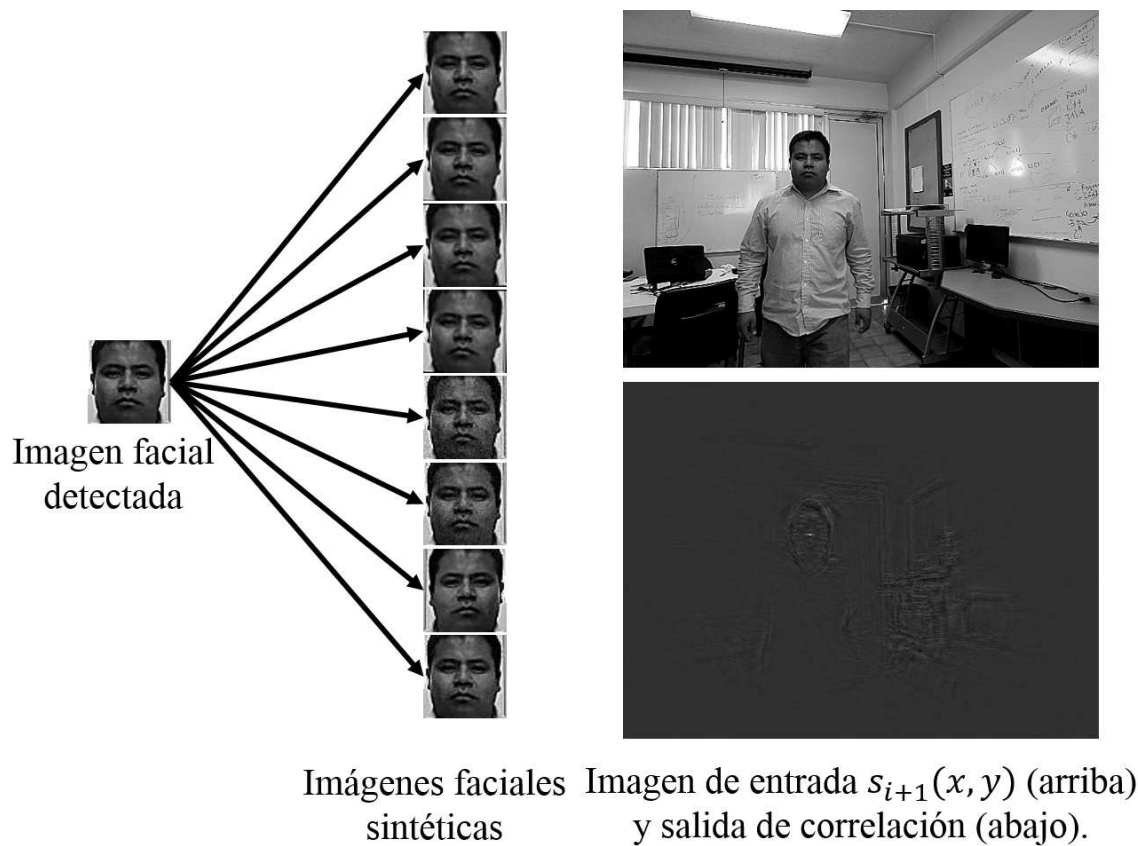 Imagen facial
detectada
Imágenes faciales
sintéticas
Imagen de entrada $s_{i+1}(x, y)$ (arriba)
y salida de correlación (abajo).